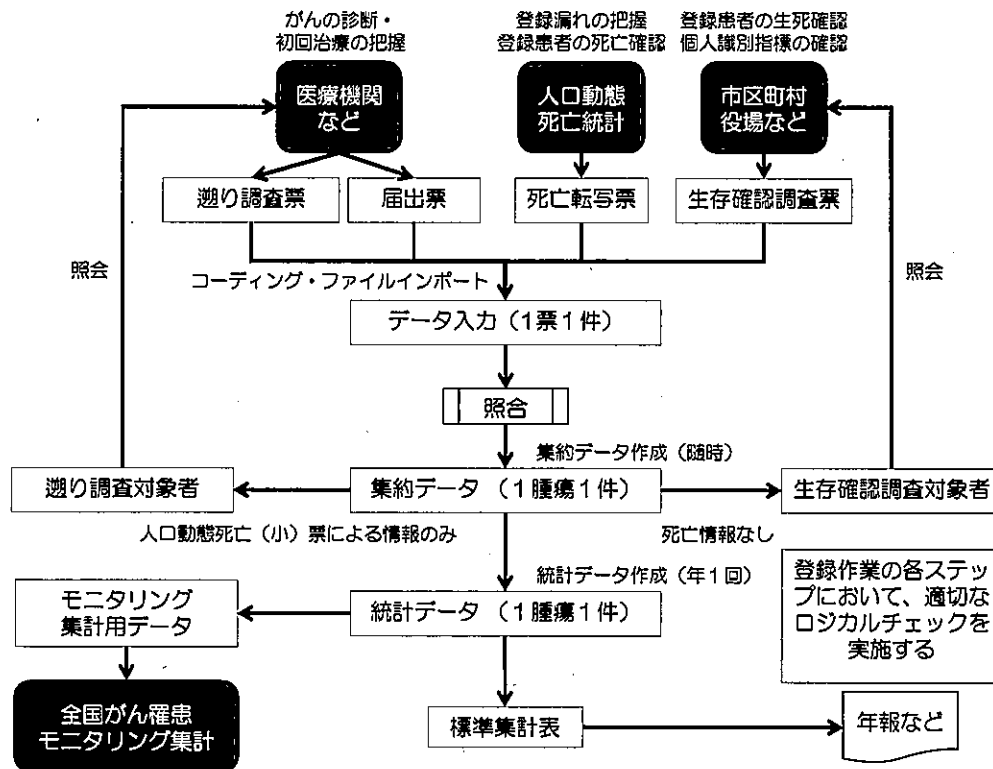 がんの診断・
初回治療の把握
登録漏れの把握
登録患者の死亡確認
登録患者の生死確認
個人識別指標の確認
医療機関
など
人口動態
死亡統計
市区町村
役場など
遡り調査票
届出票
死亡転写票
生存確認調査票
照会
照会
コーディング・ファイルインポート
データ入力（1票1件）
照合
集約データ作成（随時）
遡り調査対象者
集約データ（1腫瘍1件）
生存確認調査対象者
人口動態死亡（小）票による情報のみ
死亡情報なし
統計データ作成（年1回）
モニタリング
集計用データ
統計データ（1腫瘍1件）
登録作業の各ステッ
プにおいて、適切な
ロジカルチェックを
実施する
全国がん罹患
モニタリング集計
標準集計表
年報など